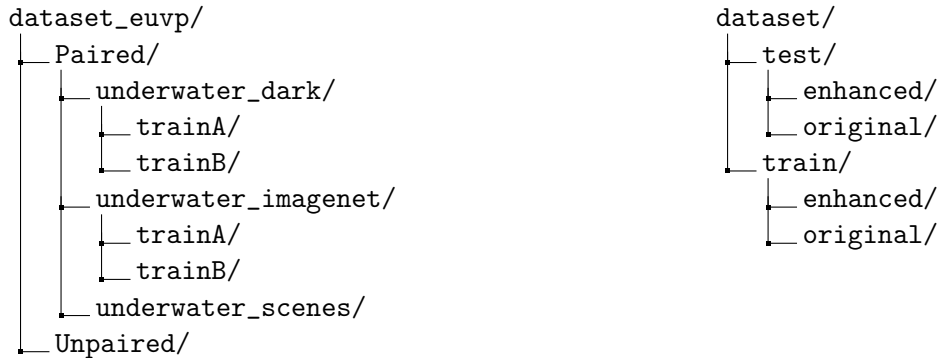 dataset_euvp/
Paired/
underwater_dark/
trainA/
trainB/
underwater_imagenet/
trainA/
trainB/
underwater_scenes/
Unpaired/
dataset/
test/
enhanced/
original/
train/
enhanced/
original/